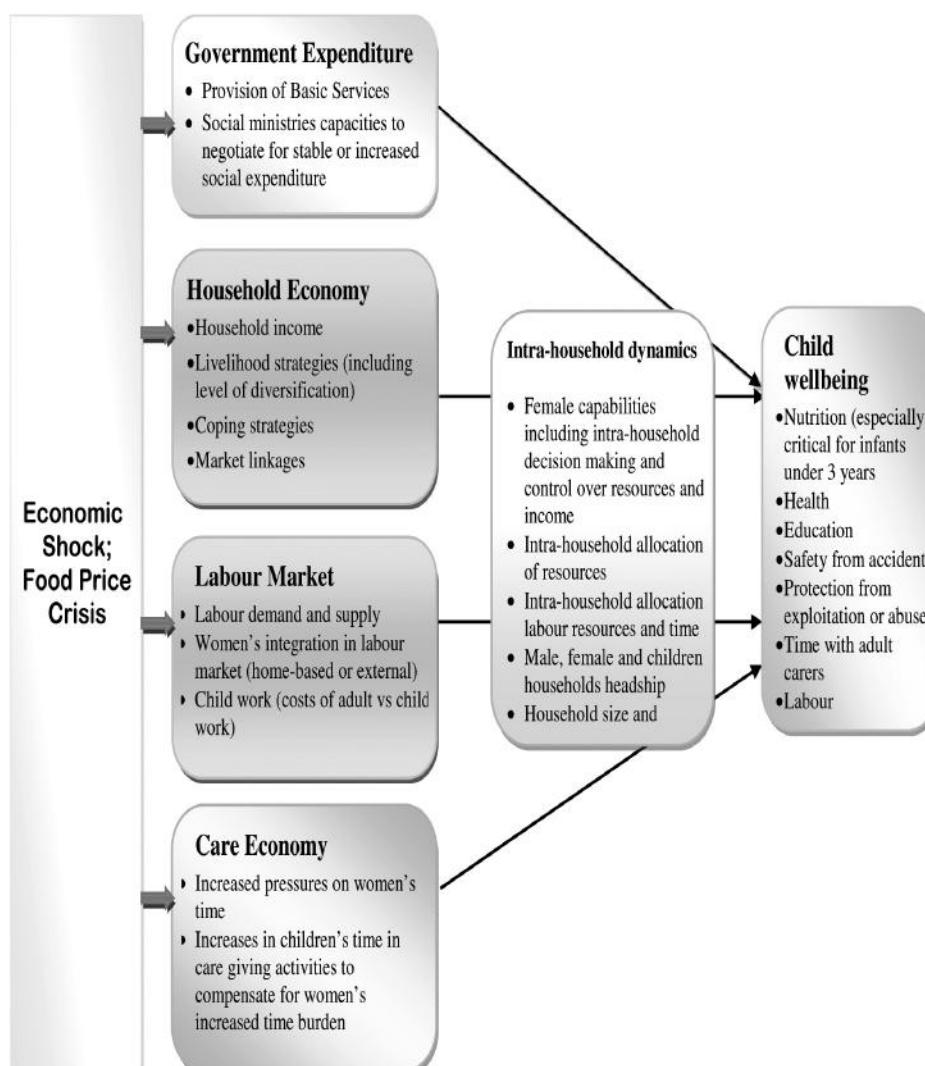 Economic
Shock;
Food Price
Crisis
Government Expenditure
• Provision of Basic Services
• Social ministries capacities to
negotiate for stable or increased
social expenditure
Household Economy
•Household income
•Livelihood strategies (including
level of diversification)
•Coping strategies
•Market linkages
Labour Market
• Labour demand and supply
• Women's integration in labour
market (home-based or external)
• Child work (costs of adult vs child
work)
Care Economy
• Increased pressures on women's
time
• Increases in children's time in
care giving activities to
compensate for women's
increased time burden
Intra-household dynamics
• Female capabilities
including intra-household
decision making and
control over resources and
income
• Intra-household allocation
of resources
• Intra-household allocation
labour resources and time
• Male, female and children
households headship
• Household size and
Child
wellbeing
•Nutrition (especially
critical for infants
under 3 years
•Health
•Education
•Safety from accident
•Protection from
exploitation or abuse
•Time with adult
carers
•Labour